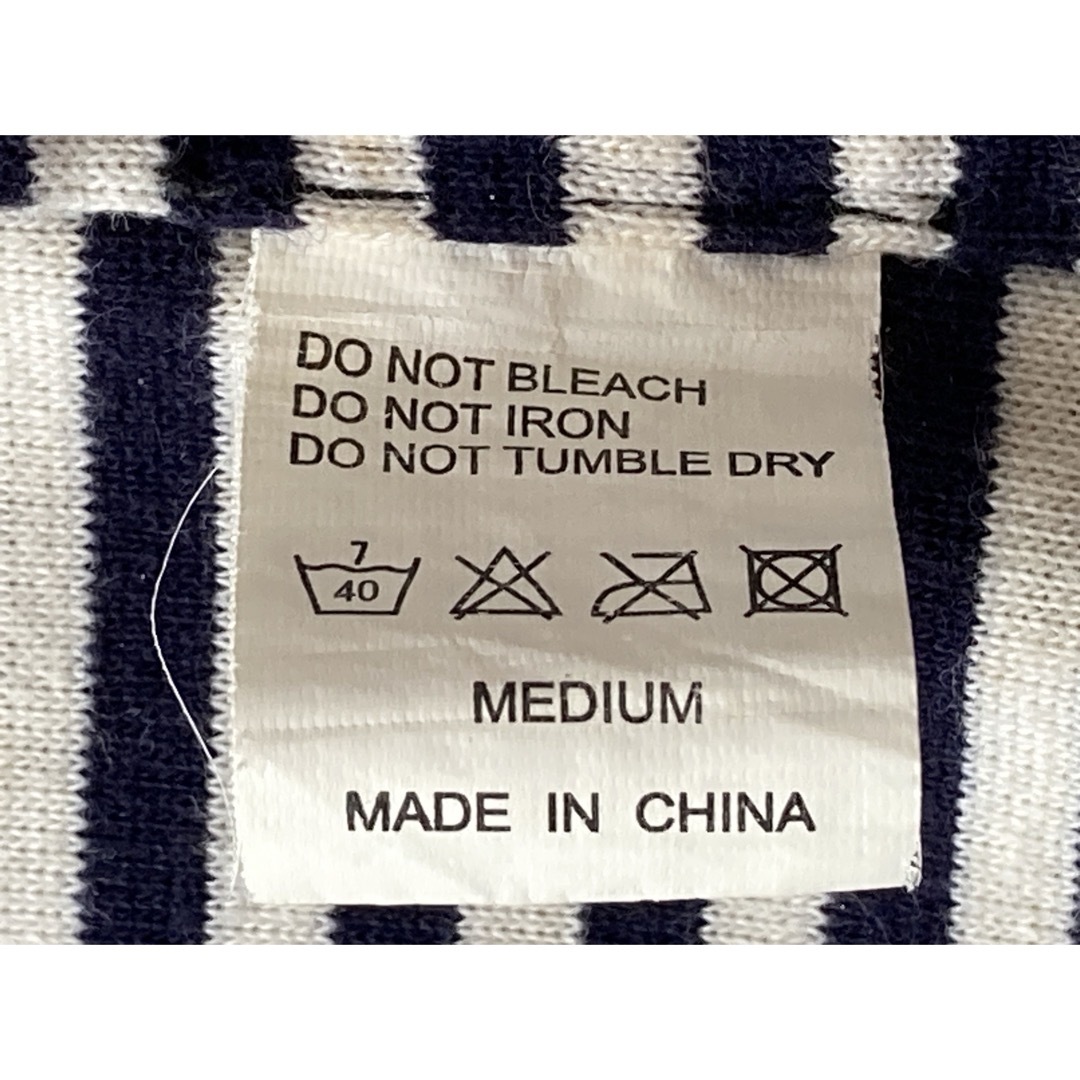 DO NOT BLEACH
DO NOT IRON
DO NOT TUMBLE DRY
7
40
MEDIUM
MADE IN CHINA